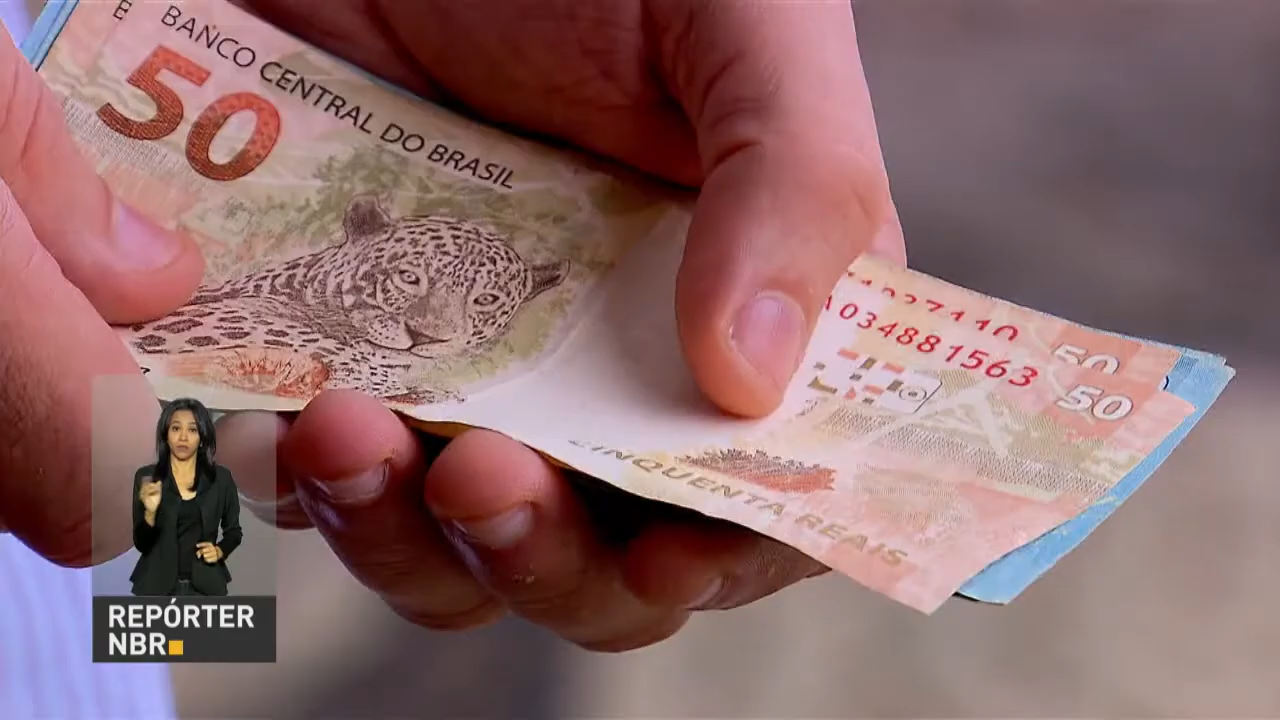 BANCO CENTRAL DO BRASIL
50
034881563
50
50
CINQUENTA REAIS
REPÓRTER
NBR